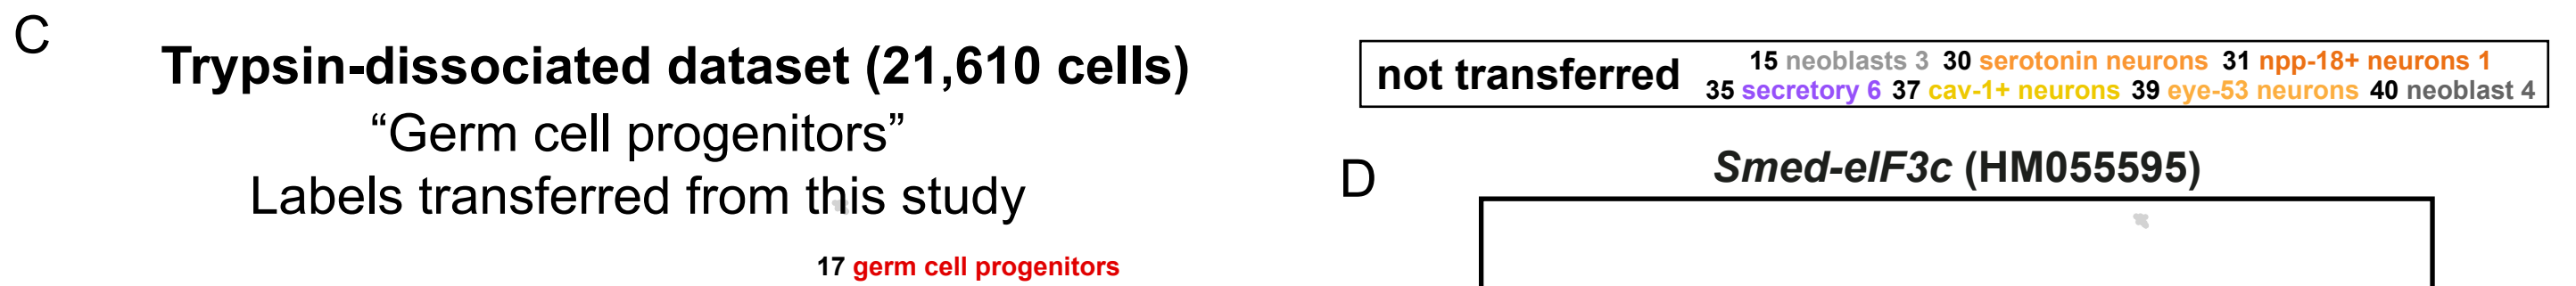 C
Trypsin-dissociated dataset (21,610 cells)
“Germ cell progenitors”
Labels transferred from this study
17 germ cell progenitors
not transferred
15 neoblasts 3 30 serotonin neurons 31 npp-18+ neurons 1
35 secretory 6 37 cav-1+ neurons 39 eye-53 neurons 40 neoblast 4
D
Smed-eIF3c (HM055595)